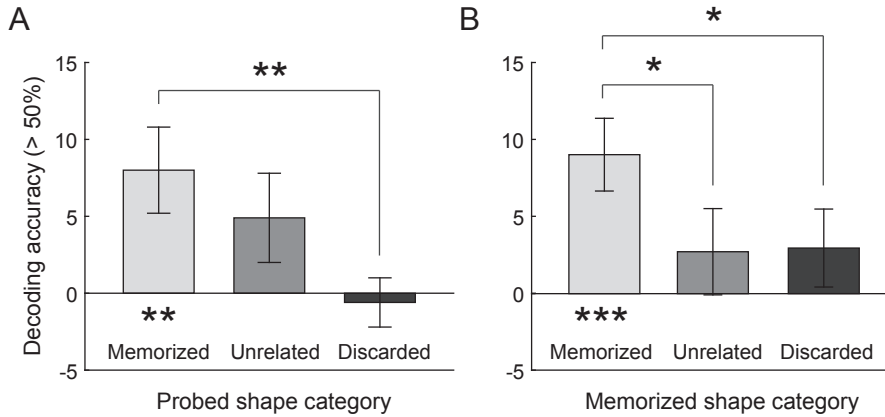 A
Decoding accuracy (> 50%)
15
10
5
0
-5
**
**
Memorized Unrelated Discarded
Probed shape category
B
15
10
5
0
-5
*
*
***
Memorized Unrelated Discarded
Memorized shape category